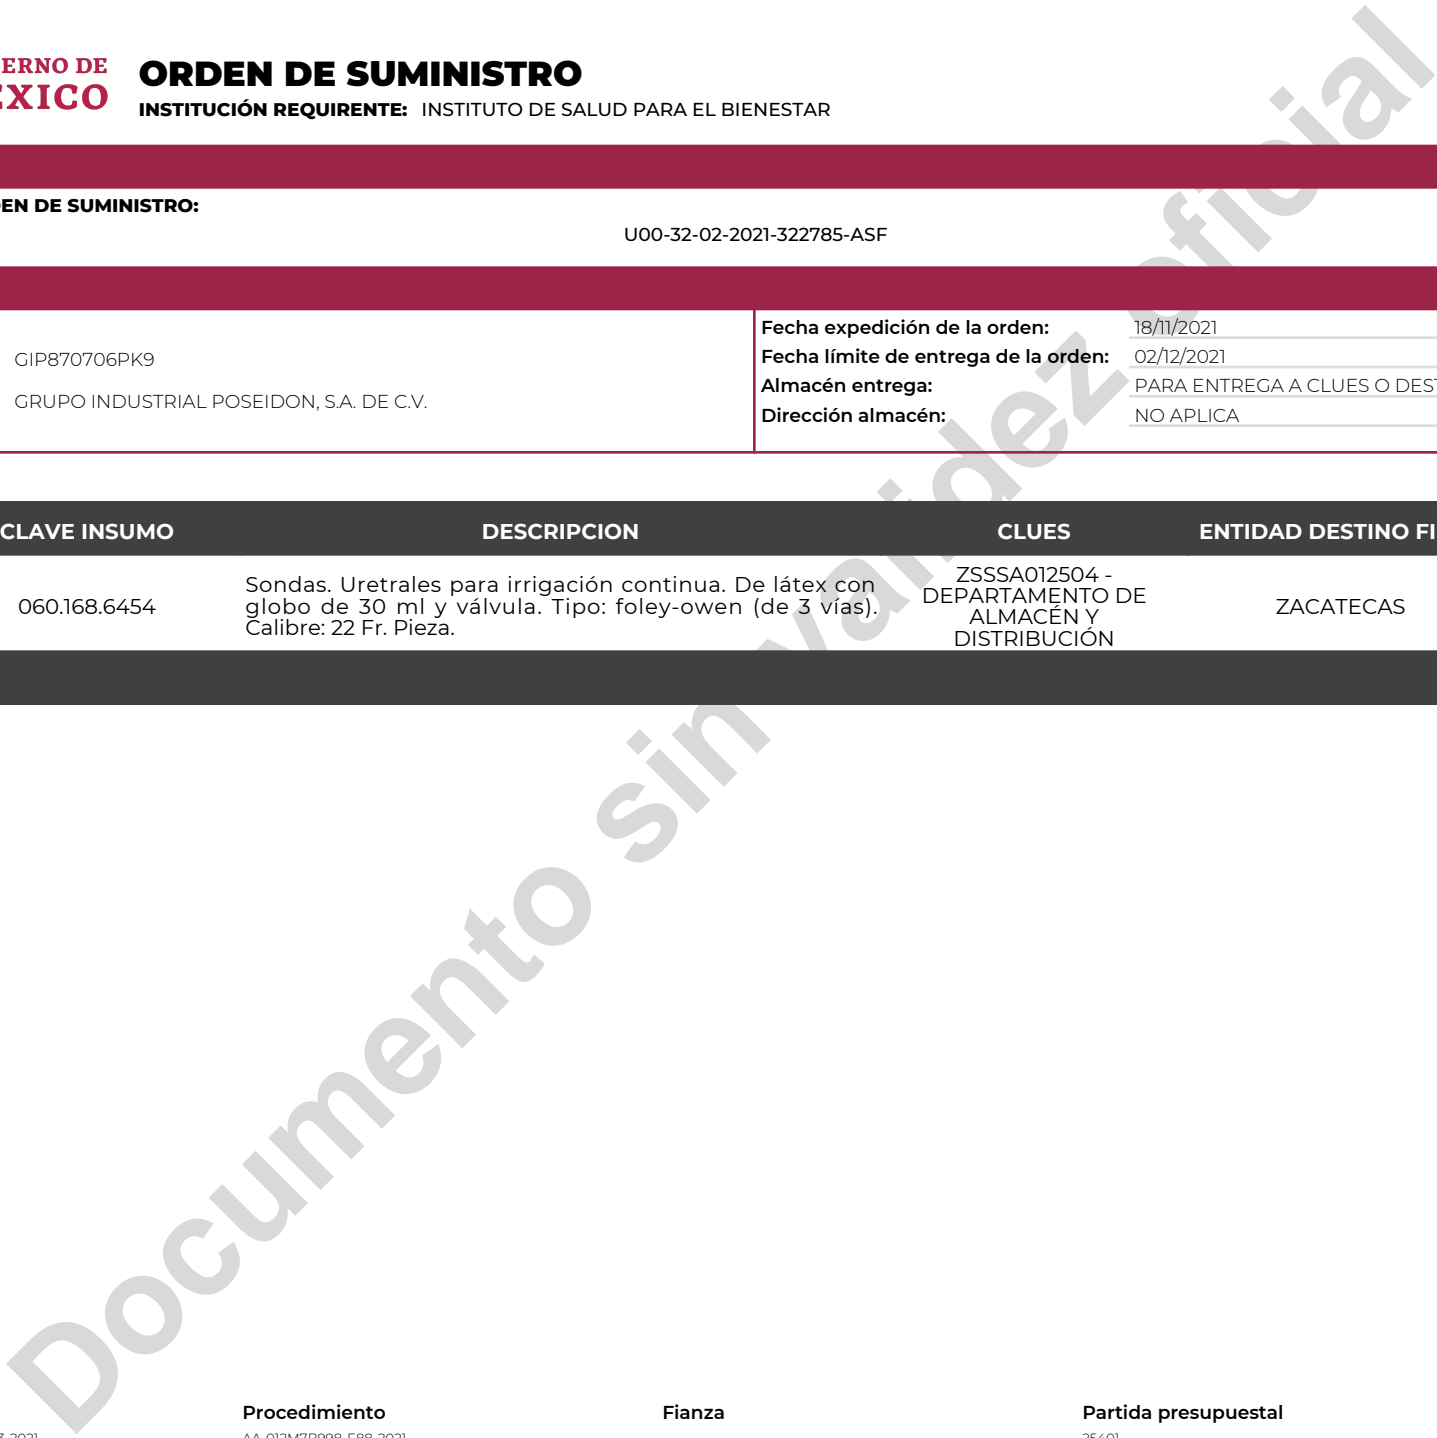 ERNO DE
EXICO
ORDEN DE SUMINISTRO
INSTITUCIÓN REQUIRENTE: INSTITUTO DE SALUD PARA EL BIENESTAR
EN DE SUMINISTRO:
U00-32-02-2021-322785-ASF
GIP870706PK9
GRUPO INDUSTRIAL POSEIDON, S.A. DE C.V.
Fecha expedición de la orden: 18/11/2021
Fecha límite de entrega de la orden: 02/12/2021
Almacén entrega: PARA ENTREGA A CLUES O DEST
Dirección almacén: NO APLICA
CLAVE INSUMO DESCRIPCION CLUES ENTIDAD DESTINO FI
060.168.6454
Sondas. Uretrales para irrigación continua. De látex con
globo de 30 ml y válvula. Tipo: foley-owen (de 3 vías).
Calibre: 22 Fr. Pieza.
ZSSSA012504 -
DEPARTAMENTO DE
ALMACÉN Y
DISTRIBUCIÓN
ZACATECAS
Documento sin validez oficial
Procedimiento Fianza Partida presupuestal